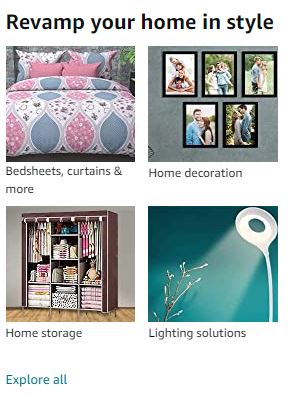 Revamp your home in style
Bedsheets, curtains &
more
Home decoration
Home storage
Lighting solutions
Explore all